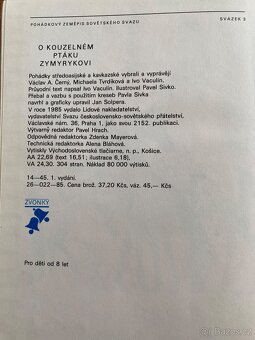 POHÁDKOVÝ ZEMĚPIS SOVĚTSKÉHO SVAZU SVAZEK 3
O KOUZELNÉM
PTÁKU
ZYMYRYKOVI
Pohádky středoasijské a kavkazské vybrali a vyprávějí
Václav A. Černý, Michaela Tvrdíková a Ivo Vaculín.
Průvodní text napsal Ivo Vaculín. Ilustroval Pavel Sivko.
Přebal a vazbu s použitím kreseb Pavla Sivka
navrhl a graficky upravil Jan Solpera.
V roce 1985 vydalo Lidové nakladatelství,
vydavatelství Svazu československo-sovětského přátelství,
Václavské nám. 36, Praha 1, jako svou 2152. publikaci.
Výtvarný redaktor Pavel Hrach.
Odpovědná redaktorka Zdenka Mayerová.
Technická redaktorka Alena Bláhová.
Vytiskly Východoslovenské tlačiarne, n. p., Košice.
AA 22,69 (text 16,51; ilustrace 6,18),
VA 24,30. 304 stran. Náklad 80 000 výtisků.
14—45. 1. vydání.
26-022-85. Cena brož. 37,20 Kčs, váz. 45,— Kčs
ZVONKY
Pro děti od 8 let